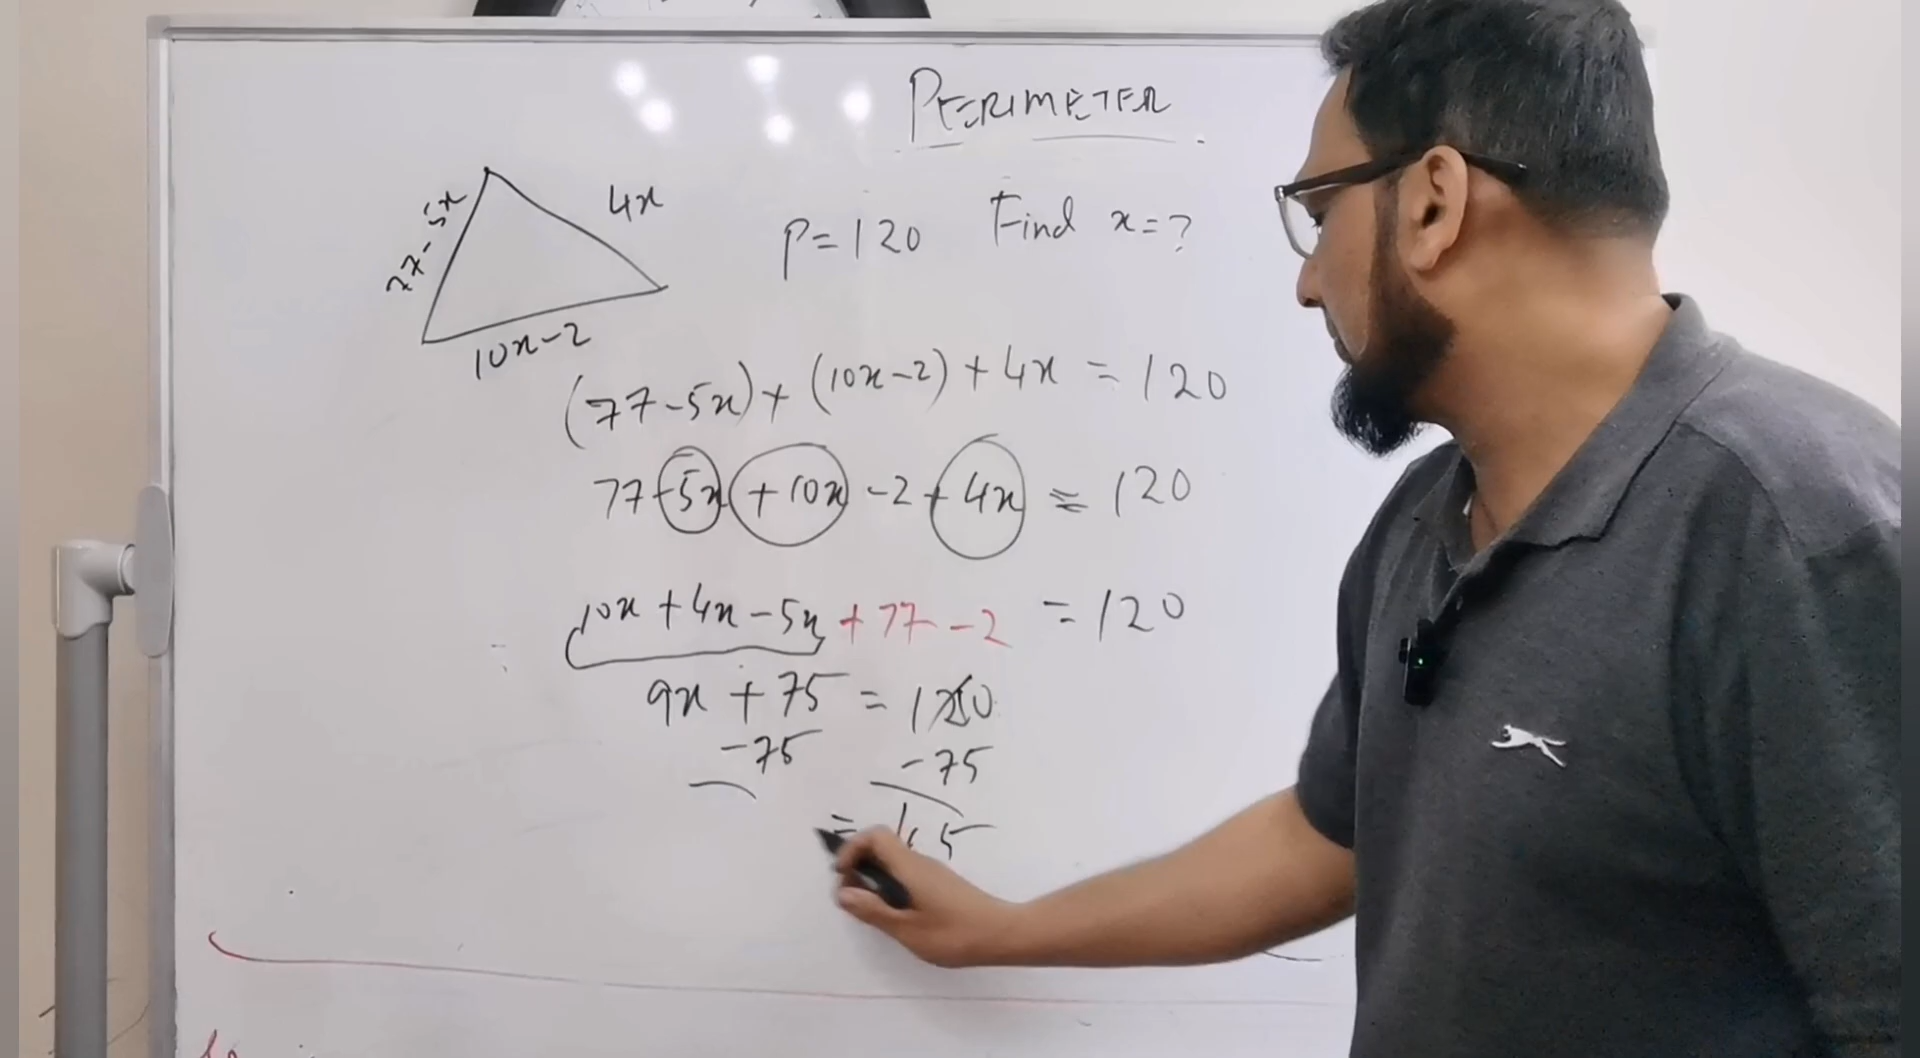 PERIMETER
77-5x
4x
10x-2
P=120 Find x=?
(77-5x)+(10x-2)+4x=120
77-5x+10x-2+4x=120
10x+4x-5x+77-2=120
9x+75=120
-75 -75
=45